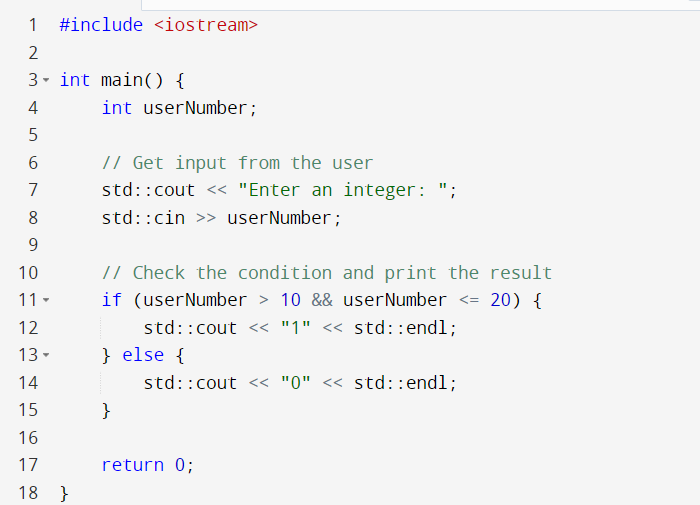 1 #include <iostream>
2
3 int main() {
4     int userNumber;
5
6     // Get input from the user
7     std::cout << "Enter an integer: ";
8     std::cin >> userNumber;
9
10     // Check the condition and print the result
11     if (userNumber > 10 && userNumber <= 20) {
12         std::cout << "1" << std::endl;
13     } else {
14         std::cout << "0" << std::endl;
15     }
16
17     return 0;
18 }